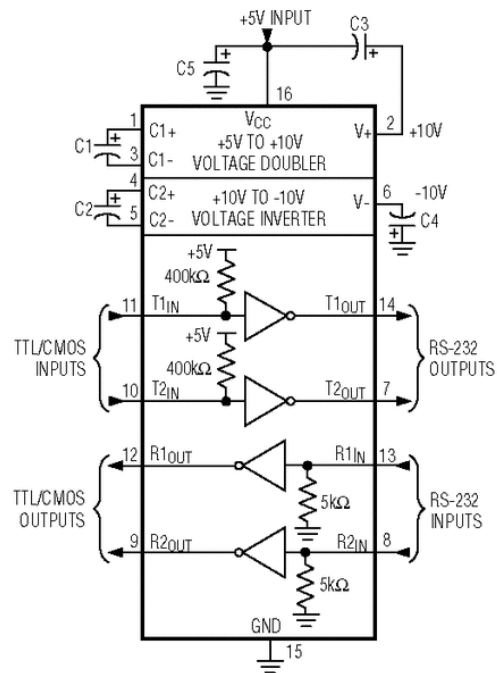 +5V INPUT
C3
C5
+
+
16
1
C1+
VCC
V+
2
+10V
C1
+
+5V TO +10V
3
C1-
VOLTAGE DOUBLER
4
C2+
+10V TO -10V
V-
6
-10V
C2
+
5
C2-
VOLTAGE INVERTER
+
C4
+5V
400kΩ
11
T1IN
T1OUT
14
+5V
TTL/CMOS
INPUTS
400kΩ
RS-232
OUTPUTS
10
T2IN
T2OUT
7
12
R1OUT
R1IN
13
TTL/CMOS
OUTPUTS
5kΩ
RS-232
INPUTS
9
R2OUT
R2IN
8
5kΩ
GND
15